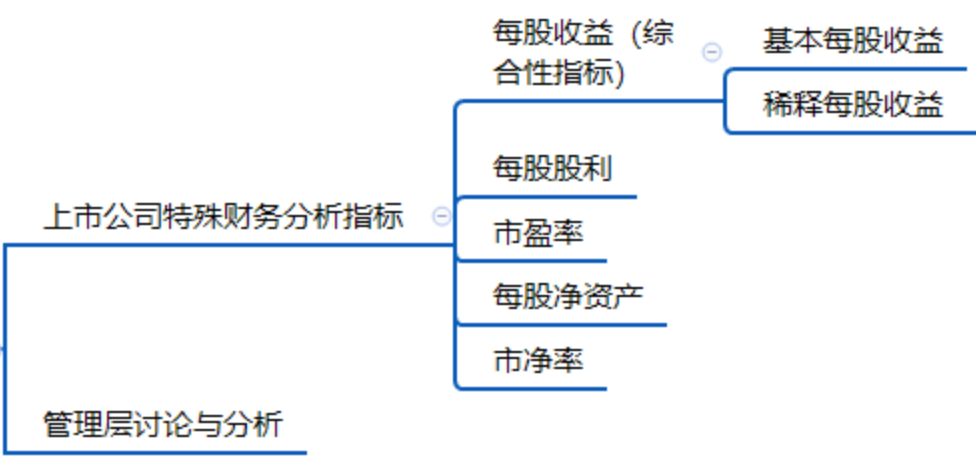 每股收益（综
合性指标）
基本每股收益
稀释每股收益
每股股利
上市公司特殊财务分析指标
市盈率
每股净资产
市净率
管理层讨论与分析